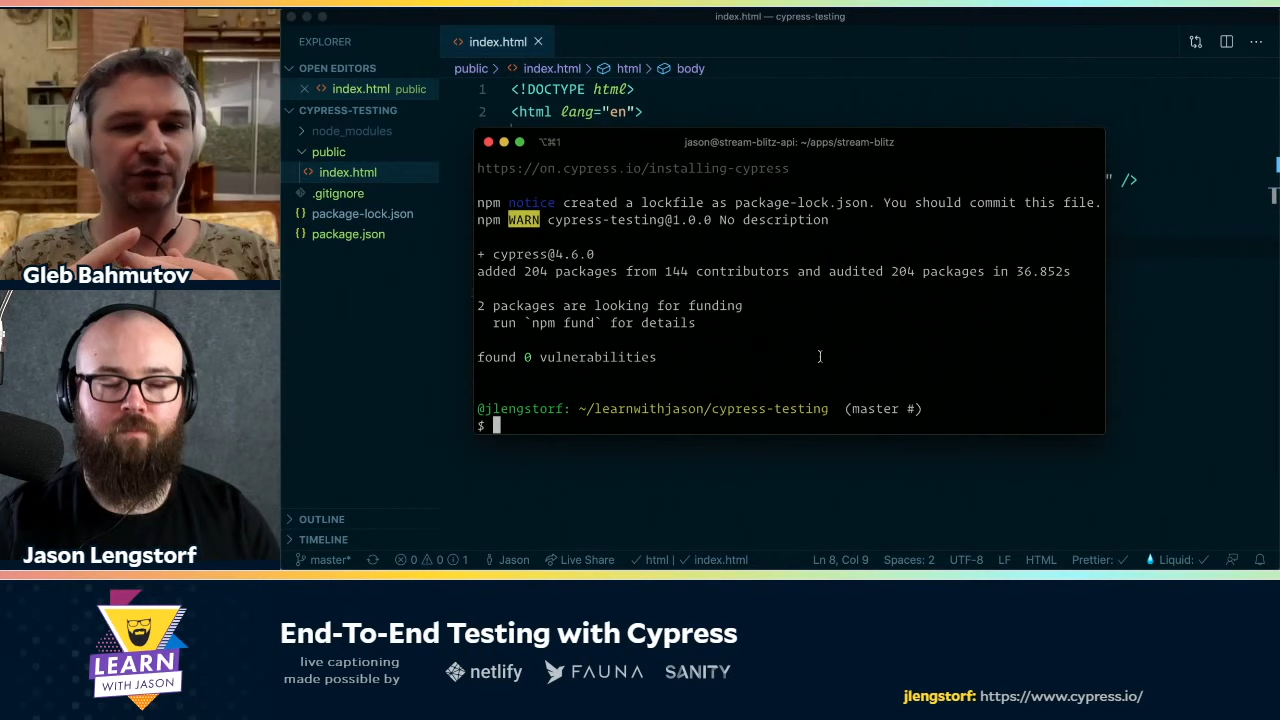 index.html — cypress-testing
EXPLORER
OPEN EDITORS
index.html public
CYPRESS-TESTING
node_modules
public
index.html
.gitignore
package-lock.json
package.json
OUTLINE
TIMELINE
index.html
public > index.html > html > body
1 <!DOCTYPE html>
2 <html lang="en">
" />
⌥⌘1 jason@stream-blitz-api: ~/apps/stream-blitz
https://on.cypress.io/installing-cypress
npm notice created a lockfile as package-lock.json. You should commit this file.
npm WARN cypress-testing@1.0.0 No description
+ cypress@4.6.0
added 204 packages from 144 contributors and audited 204 packages in 36.852s
2 packages are looking for funding
run `npm fund` for details
found 0 vulnerabilities
@jlengstorf: ~/learnwithjason/cypress-testing (master #)
$
master* 0 0 1 Jason Live Share ✓ html | ✓ index.html Ln 8, Col 9 Spaces: 2 UTF-8 LF HTML Prettier: ✓ Liquid: ✓
Gleb Bahmutov
Jason Lengstorf
LEARN
WITH JASON
End-To-End Testing with Cypress
live captioning
made possible by
netlify FAUNA SANITY
jlengstorf: https://www.cypress.io/